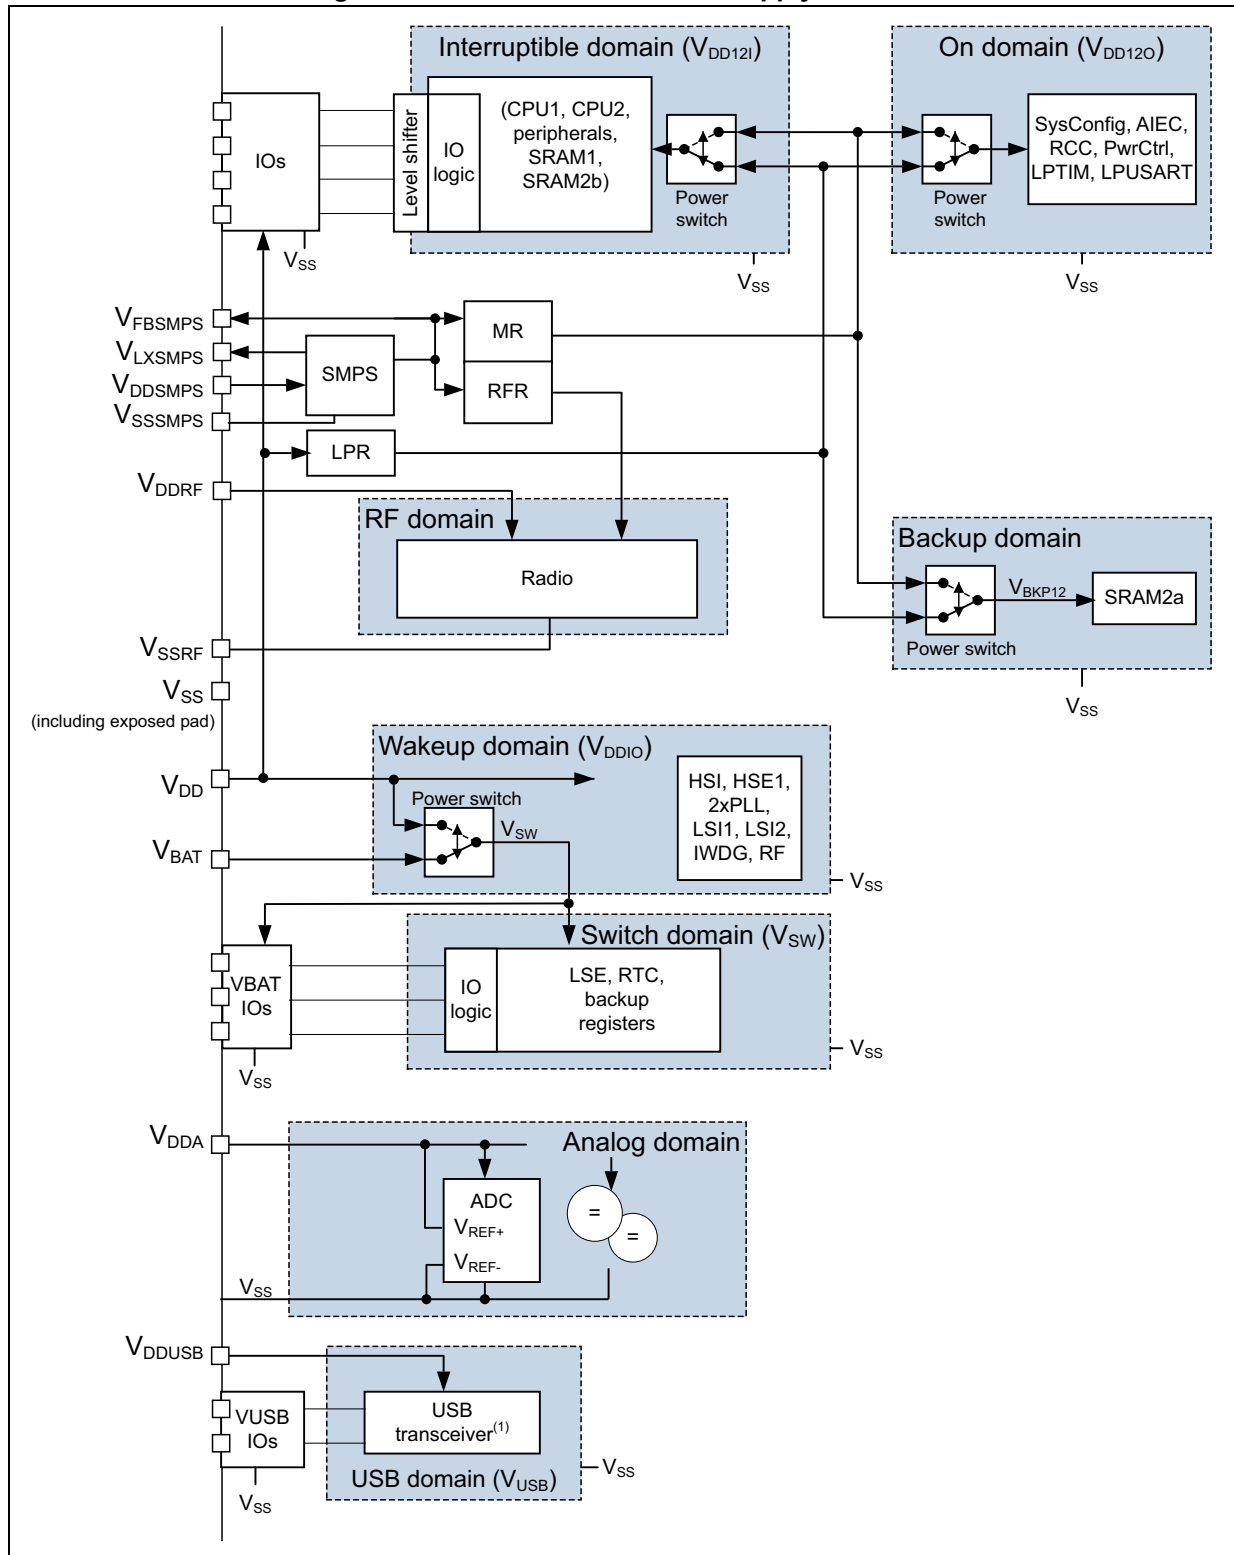 Interruptible domain (VDD12I)
On domain (VDD12O)
IOs
Level shifter
IO
logic
(CPU1, CPU2,
peripherals,
SRAM1,
SRAM2b)
Power
switch
Power
switch
SysConfig, AIEC,
RCC, PwrCtrl,
LPTIM, LPUSART
VSS
VSS
VSS
VFBSMPS
VLXSMPS
VDDSMPS
VSSSMPS
SMPS
MR
RFR
LPR
VDDRF
RF domain
Radio
VSSRF
VSS
(including exposed pad)
Backup domain
VBKP12
SRAM2a
Power switch
VSS
Wakeup domain (VDDIO)
VDD
Power switch
VSW
VBAT
HSI, HSE1,
2xPLL,
LSI1, LSI2,
IWDG, RF
VSS
Switch domain (VSW)
VBAT
IOs
IO
logic
LSE, RTC,
backup
registers
VSS
VSS
VDDA
Analog domain
ADC
VREF+
VREF-
=
=
VSS
VDDUSB
VUSB
IOs
USB
transceiver(1)
USB domain (VUSB)
VSS
VSS